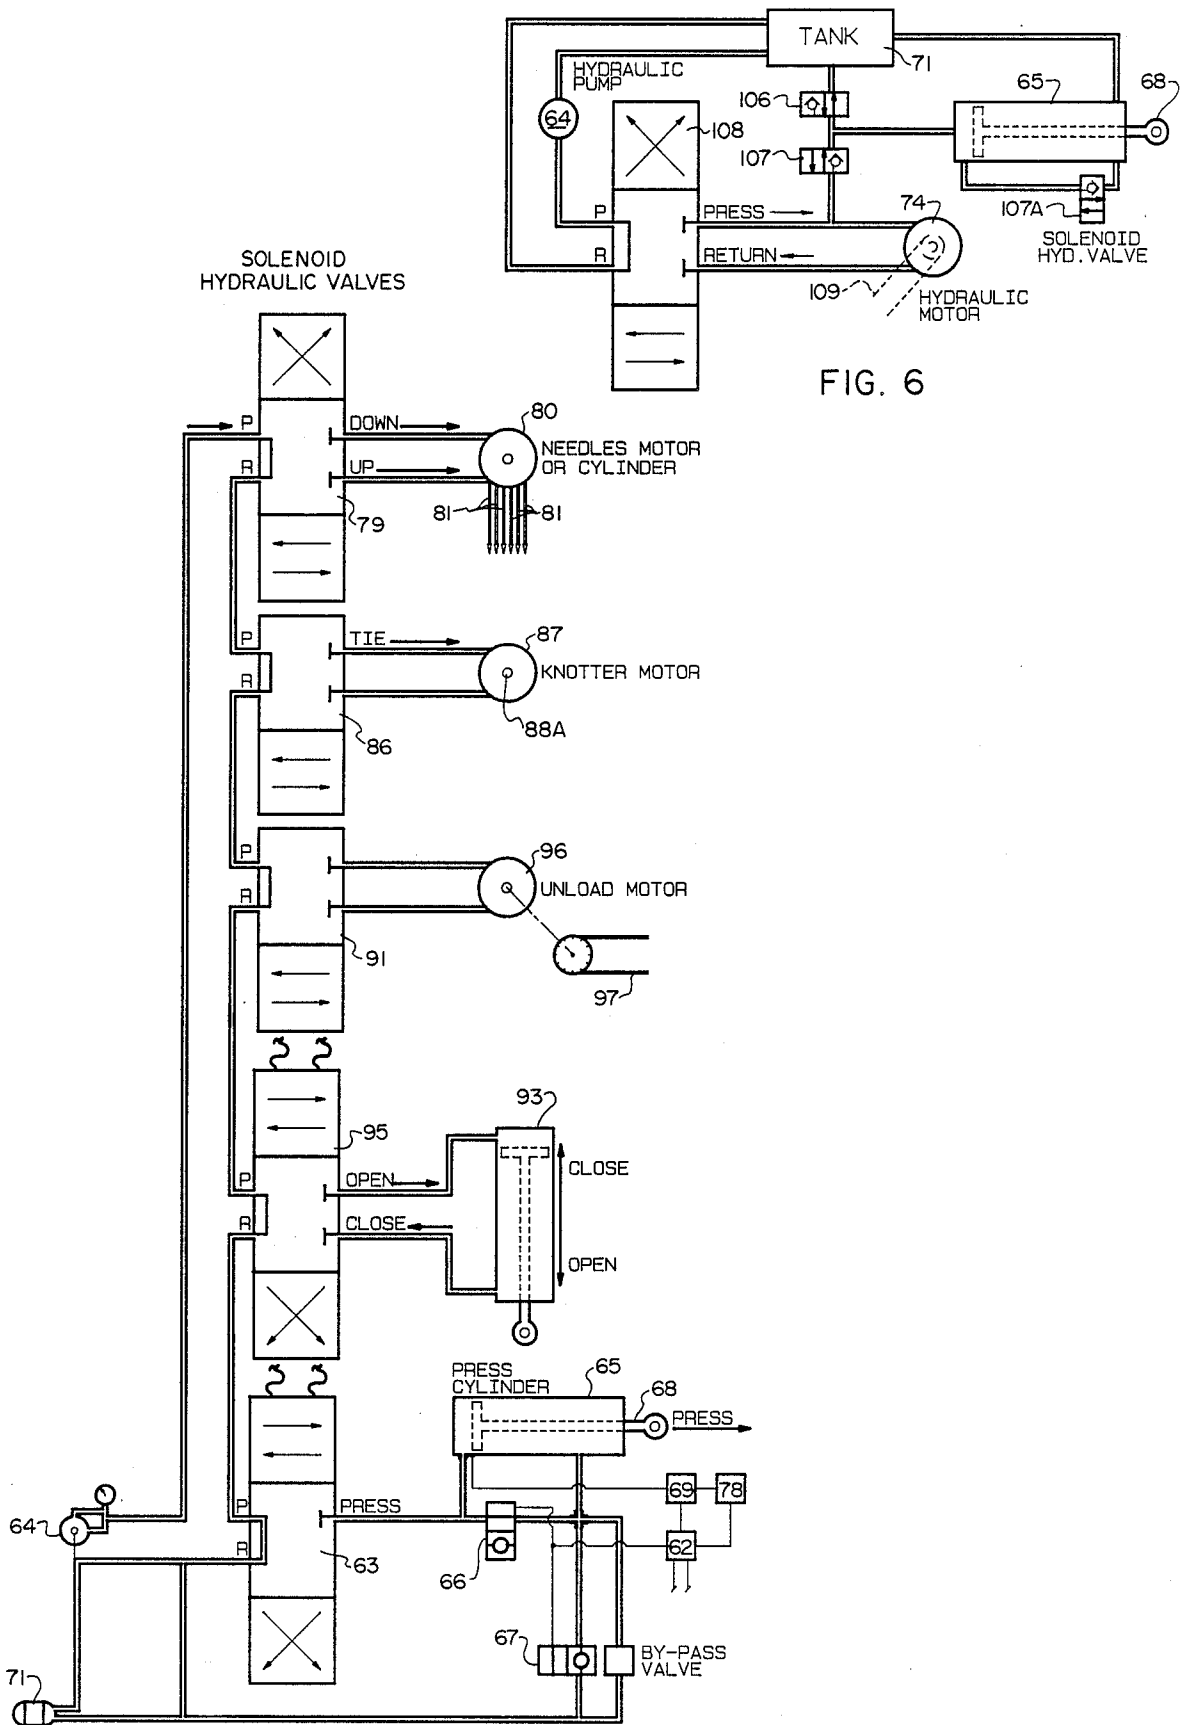 TANK
71
HYDRAULIC
PUMP
64
108
106
107
65
68
P
PRESS
R
RETURN
74
107A
SOLENOID
HYD. VALVE
109
HYDRAULIC
MOTOR
FIG. 6
SOLENOID
HYDRAULIC VALVES
P
DOWN
80
NEEDLES MOTOR
OR CYLINDER
R
UP
81
81
79
P
TIE
87
KNOTTER MOTOR
R
88A
86
P
96
UNLOAD MOTOR
R
91
97
95
93
P
OPEN
CLOSE
R
CLOSE
OPEN
PRESS
CYLINDER
65
68
PRESS
69
78
P
PRESS
64
R
63
66
62
67
BY-PASS
VALVE
71